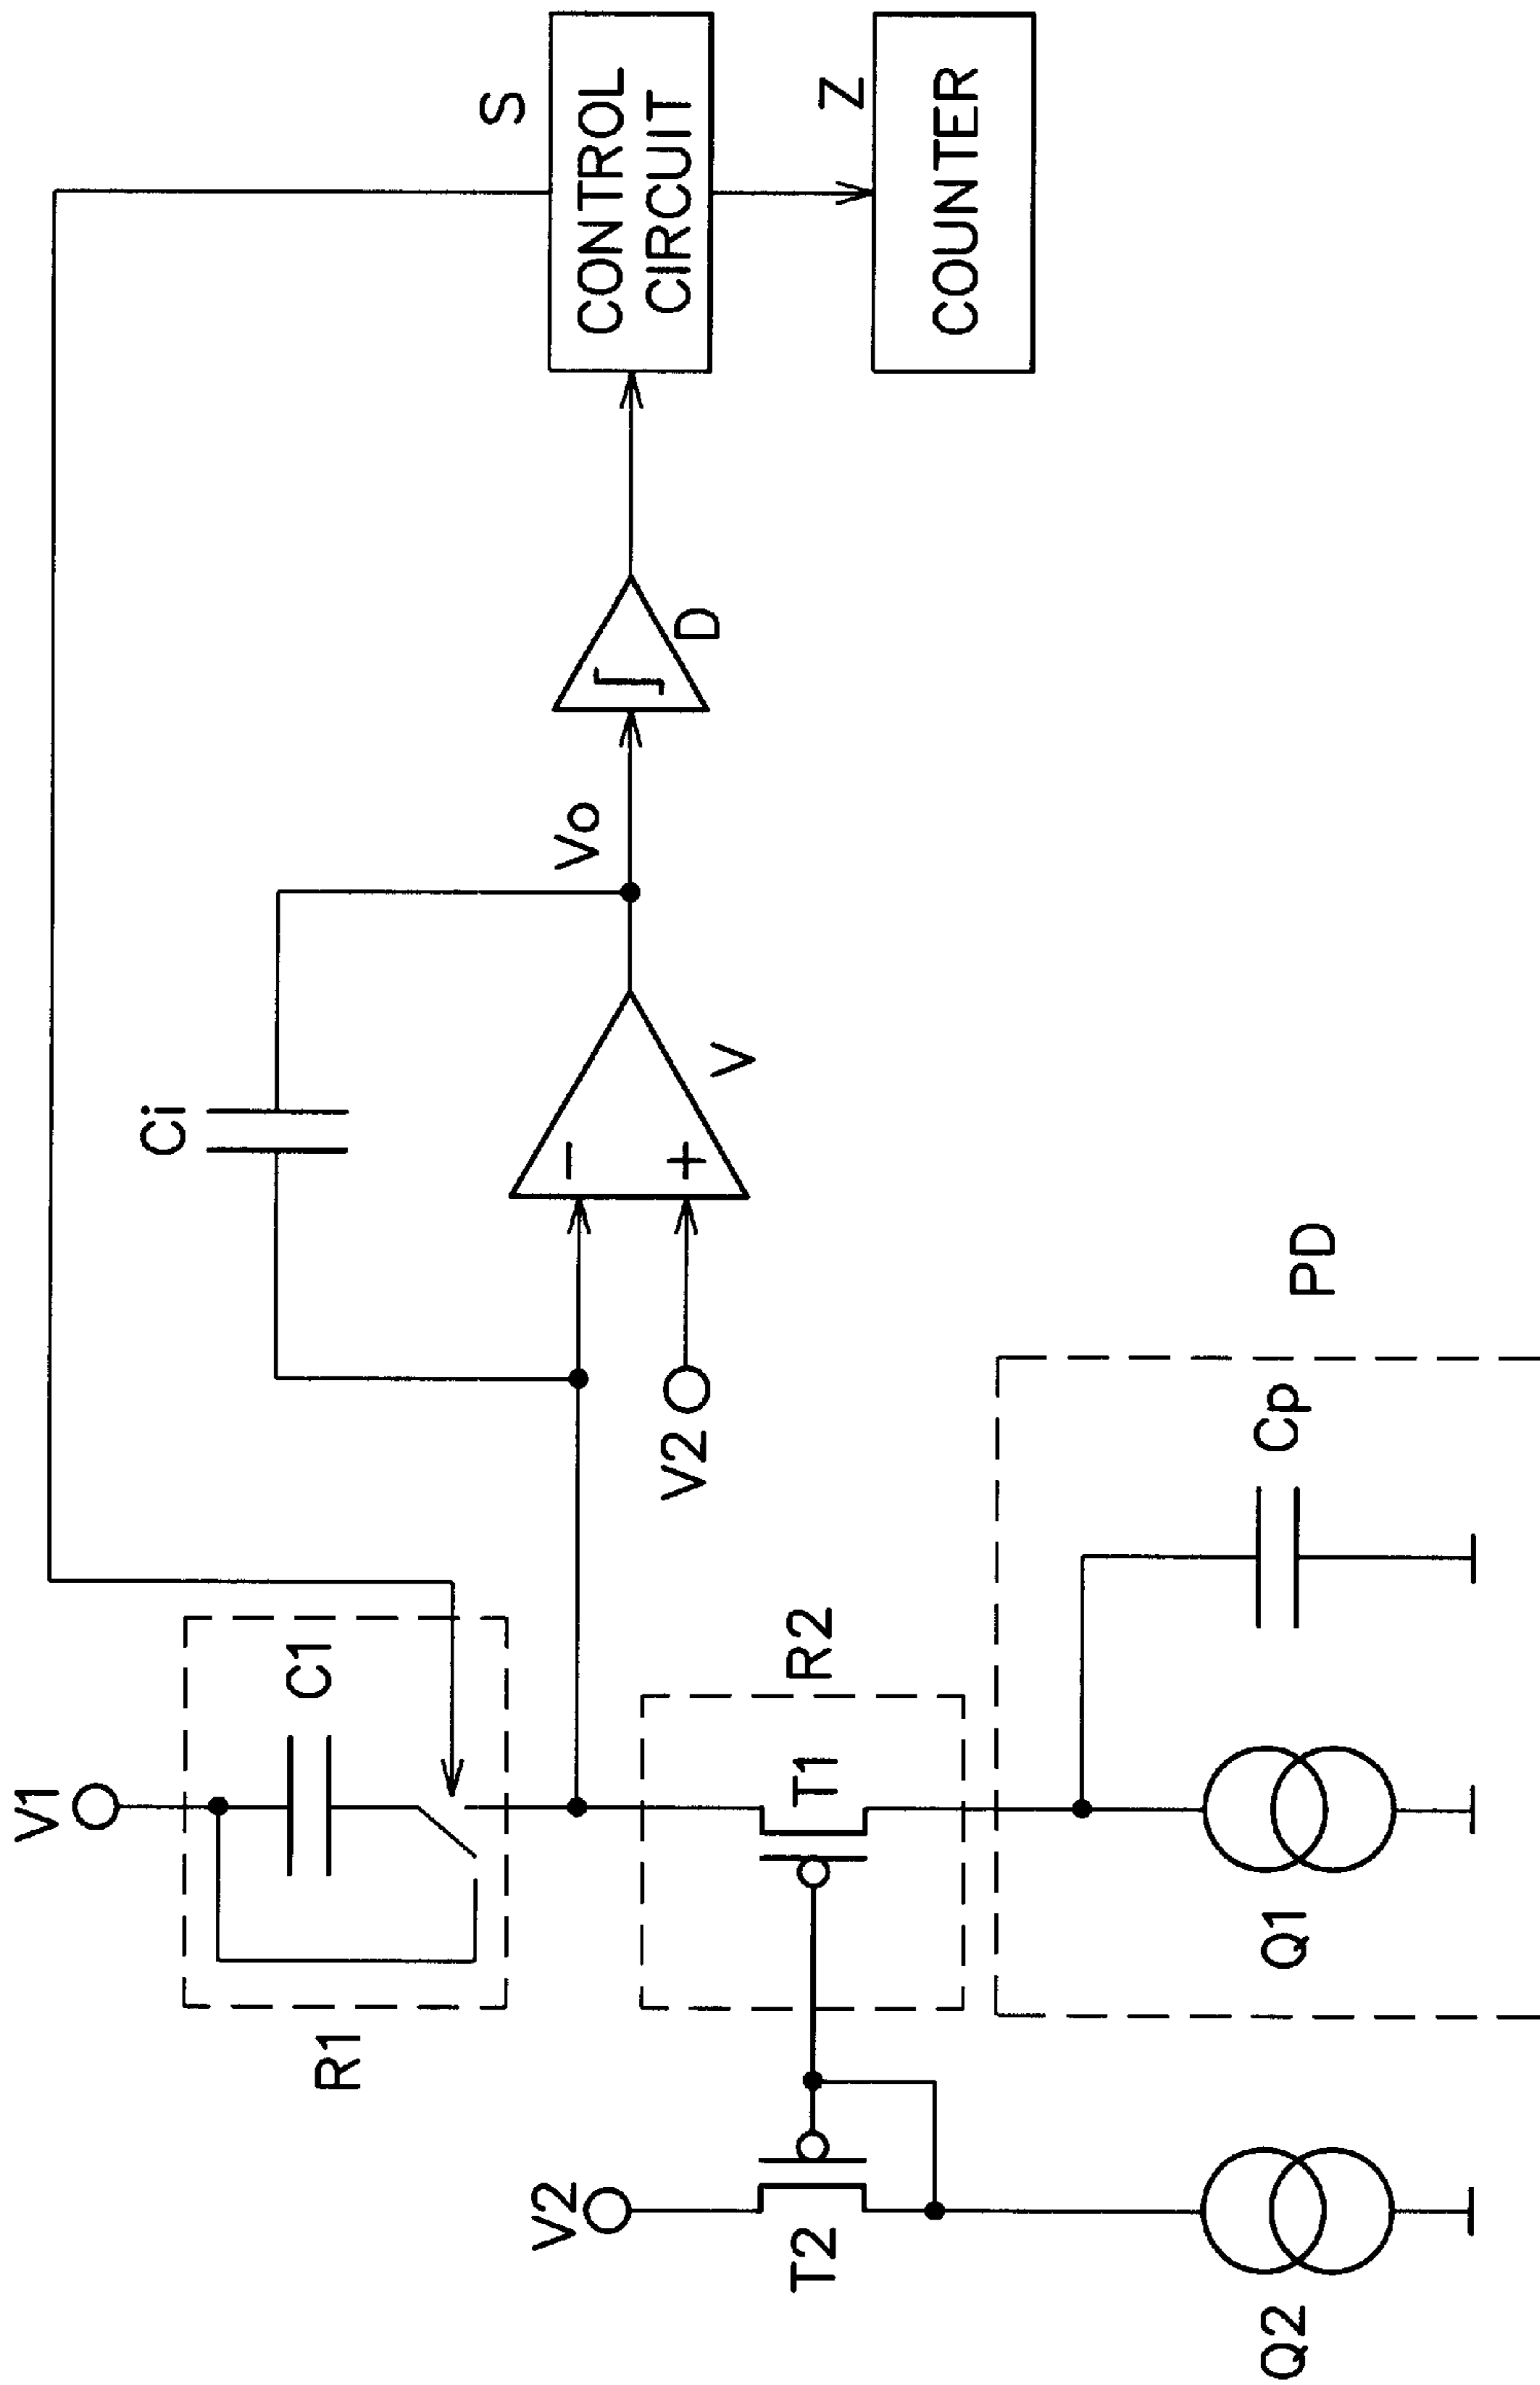 V1
C1
R1
Ci
S
CONTROL
CIRCUIT
Z
COUNTER
Vo
D
V
−
+
V2
V2
T2
T1
R2
PD
Cp
Q1
Q2